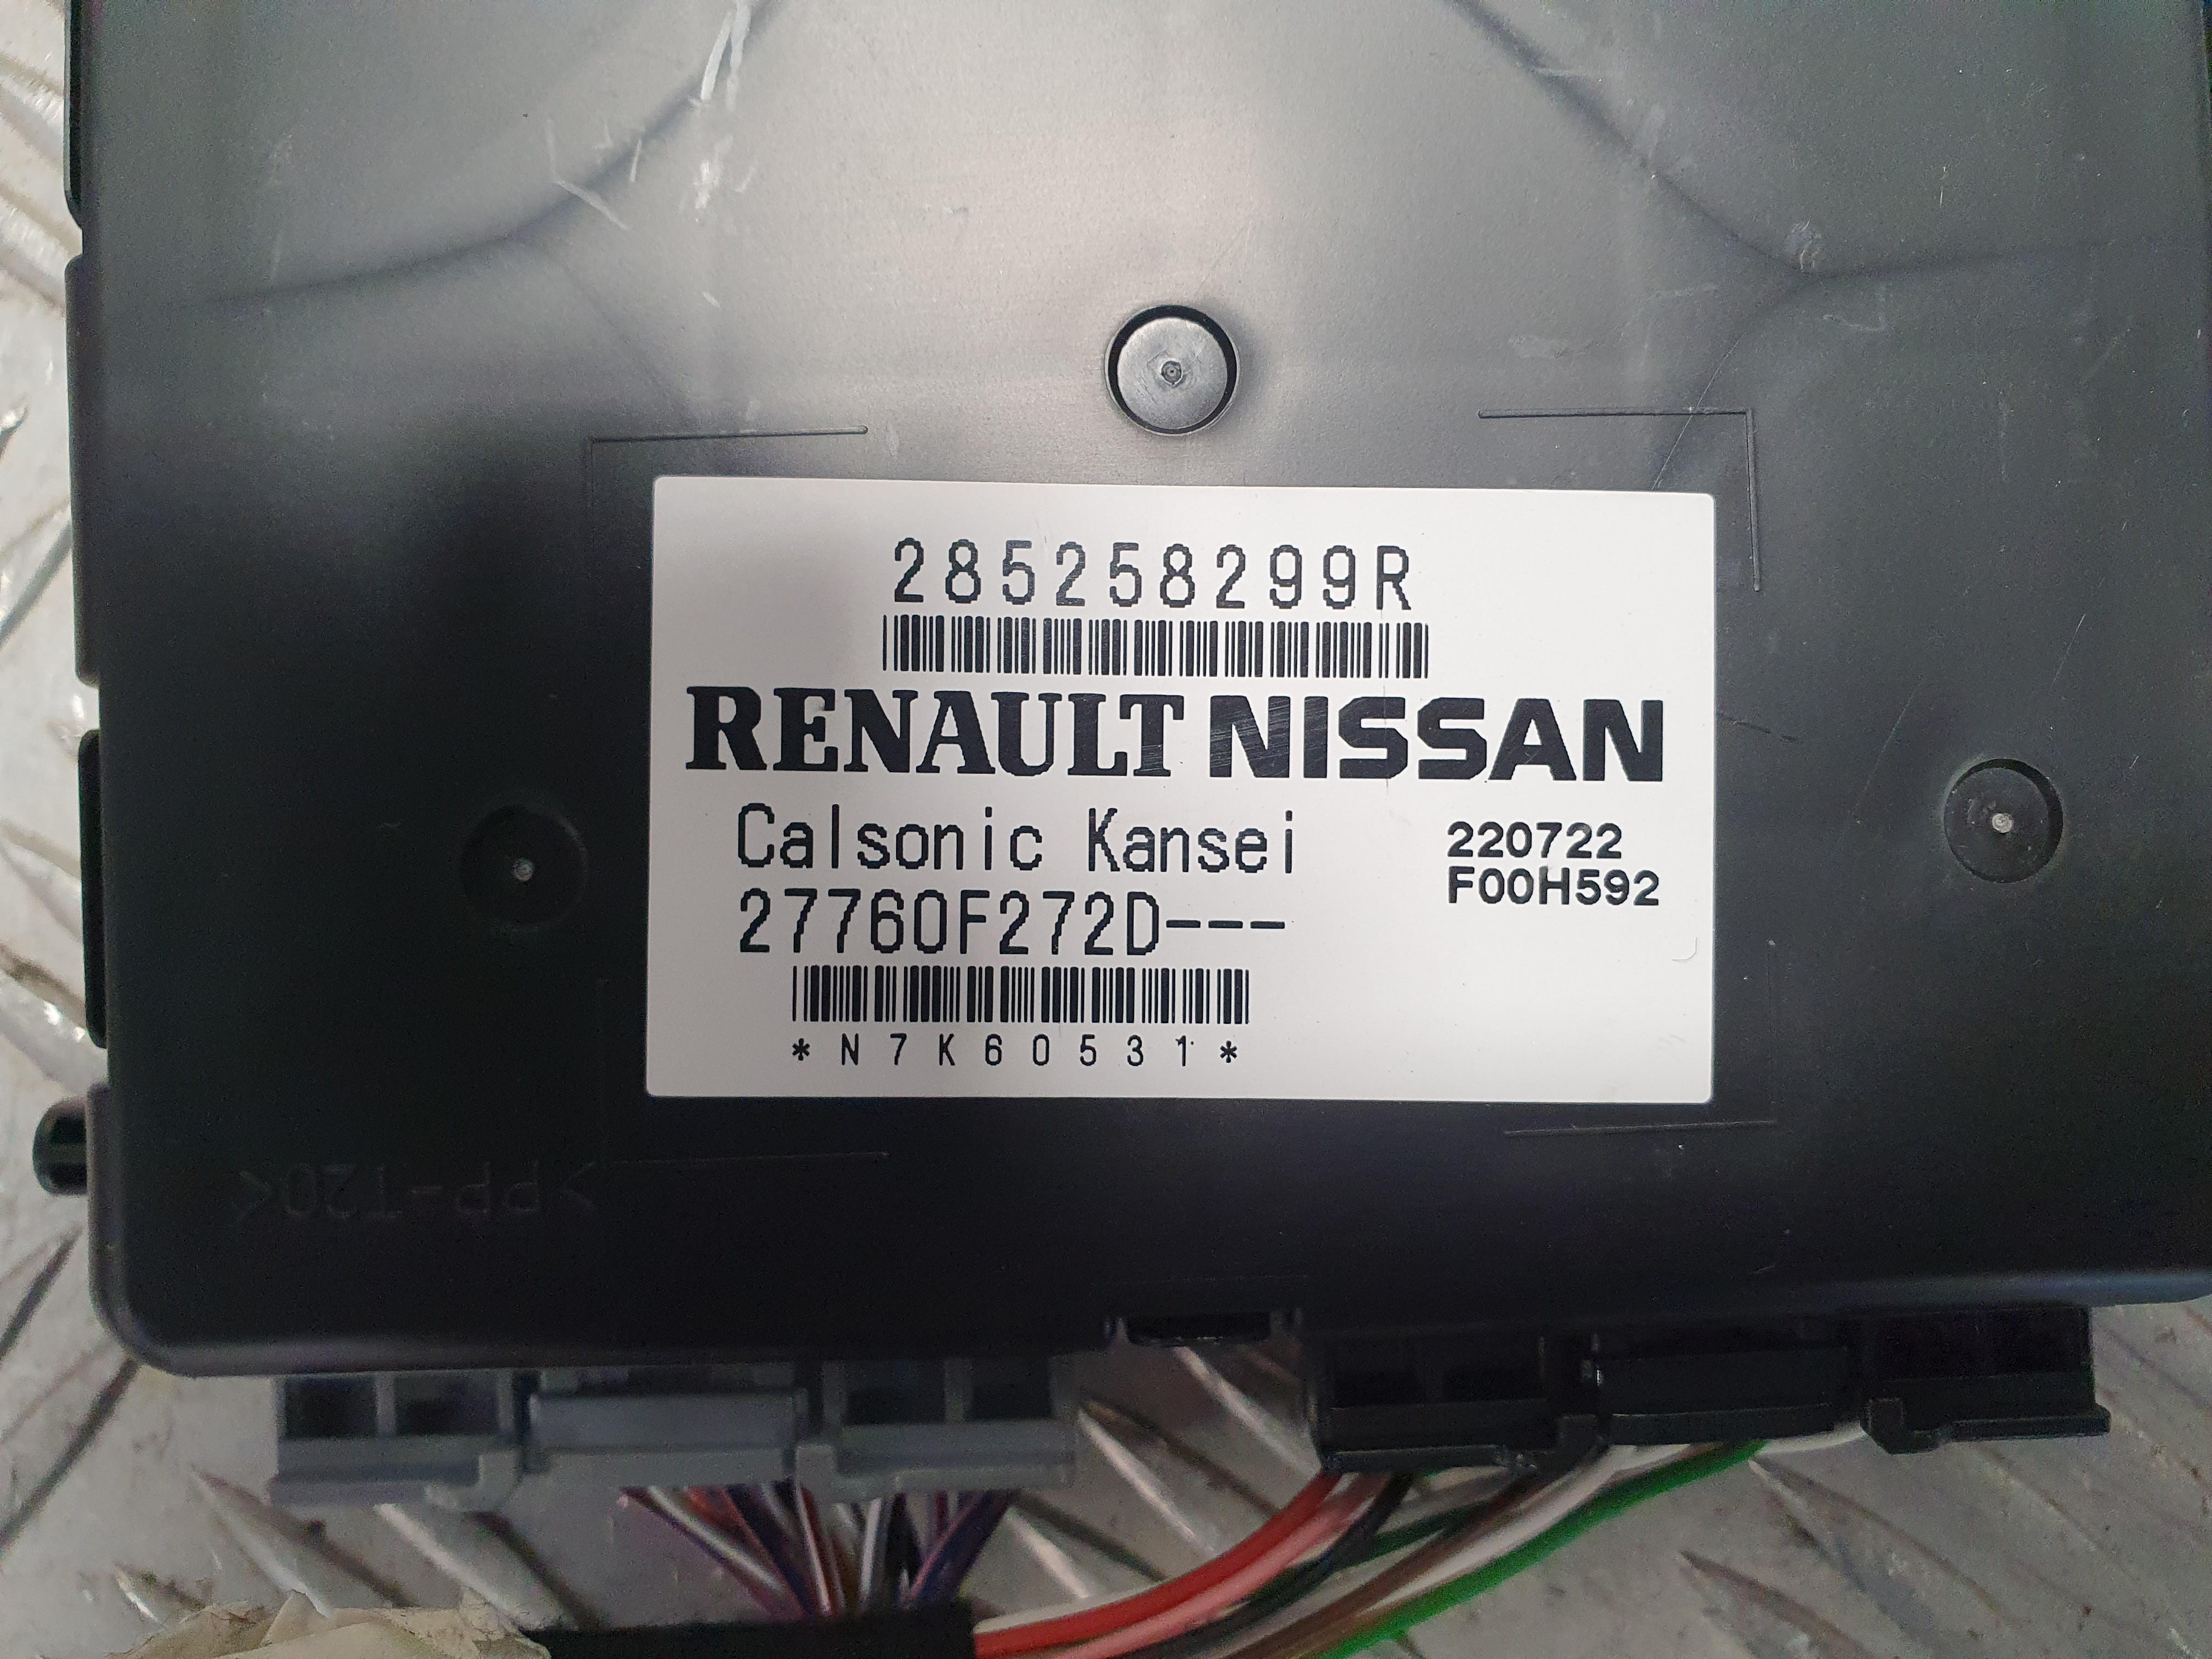 285258299R
RENAULT NISSAN
Calsonic Kansei
220722
F00H592
27760F272D---
*N7K60531*
>PP-T20<